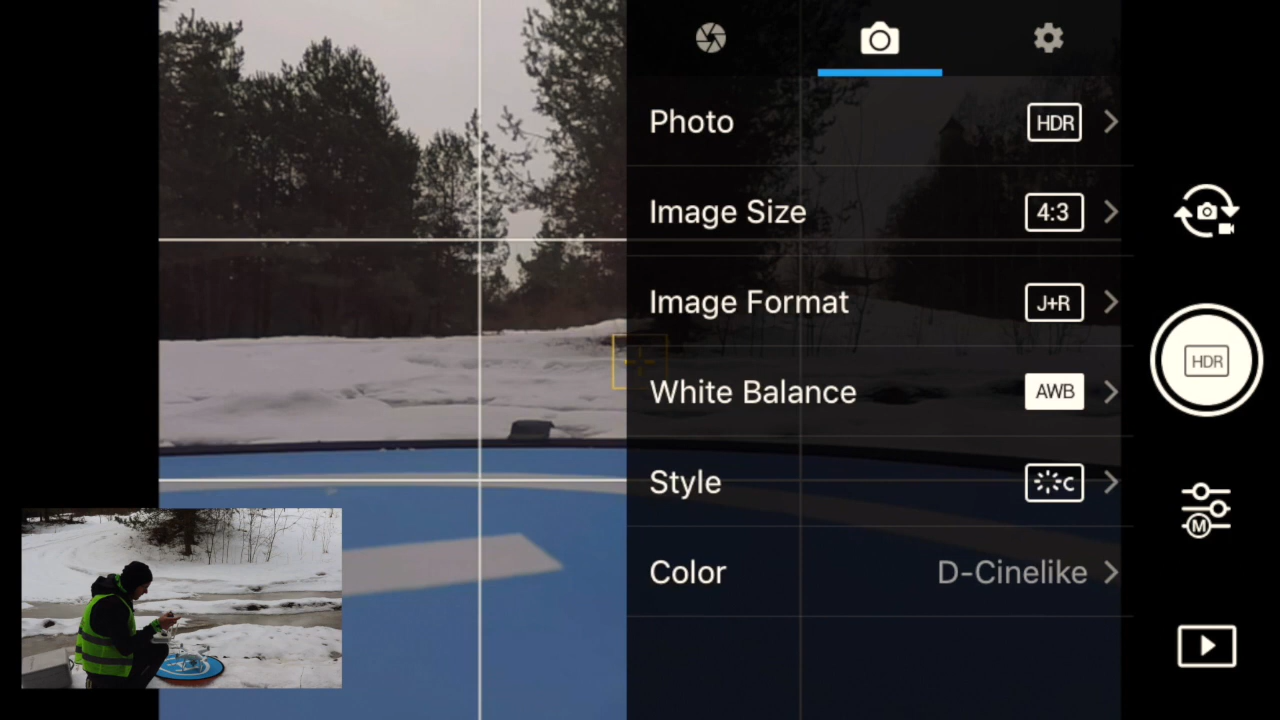 Photo HDR
Image Size 4:3
Image Format J+R
White Balance AWB
Style C
Color D-Cinelike
HDR
M